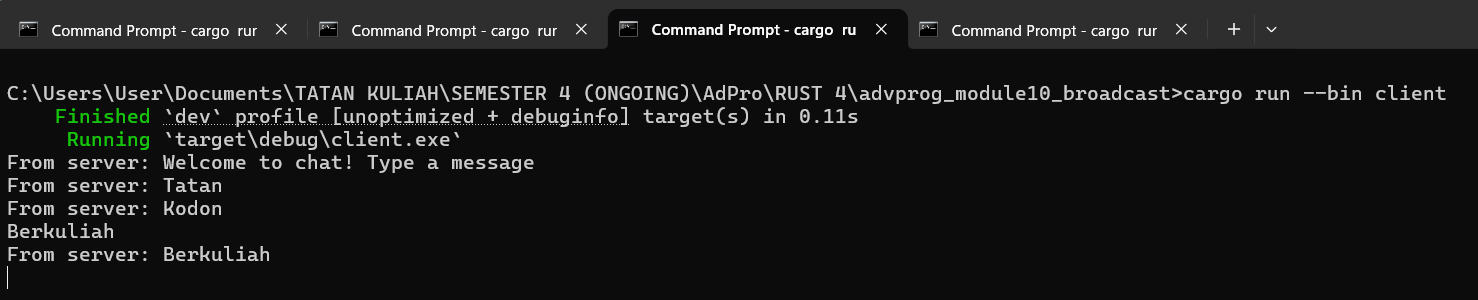 Command Prompt - cargo rur
Command Prompt - cargo rur
Command Prompt - cargo ru
Command Prompt - cargo rur
C:\Users\User\Documents\TATAN KULIAH\SEMESTER 4 (ONGOING)\AdPro\RUST 4\advprog_module10_broadcast>cargo run --bin client
Finished `dev` profile [unoptimized + debuginfo] target(s) in 0.11s
Running `target\debug\client.exe`
From server: Welcome to chat! Type a message
From server: Tatan
From server: Kodon
Berkuliah
From server: Berkuliah